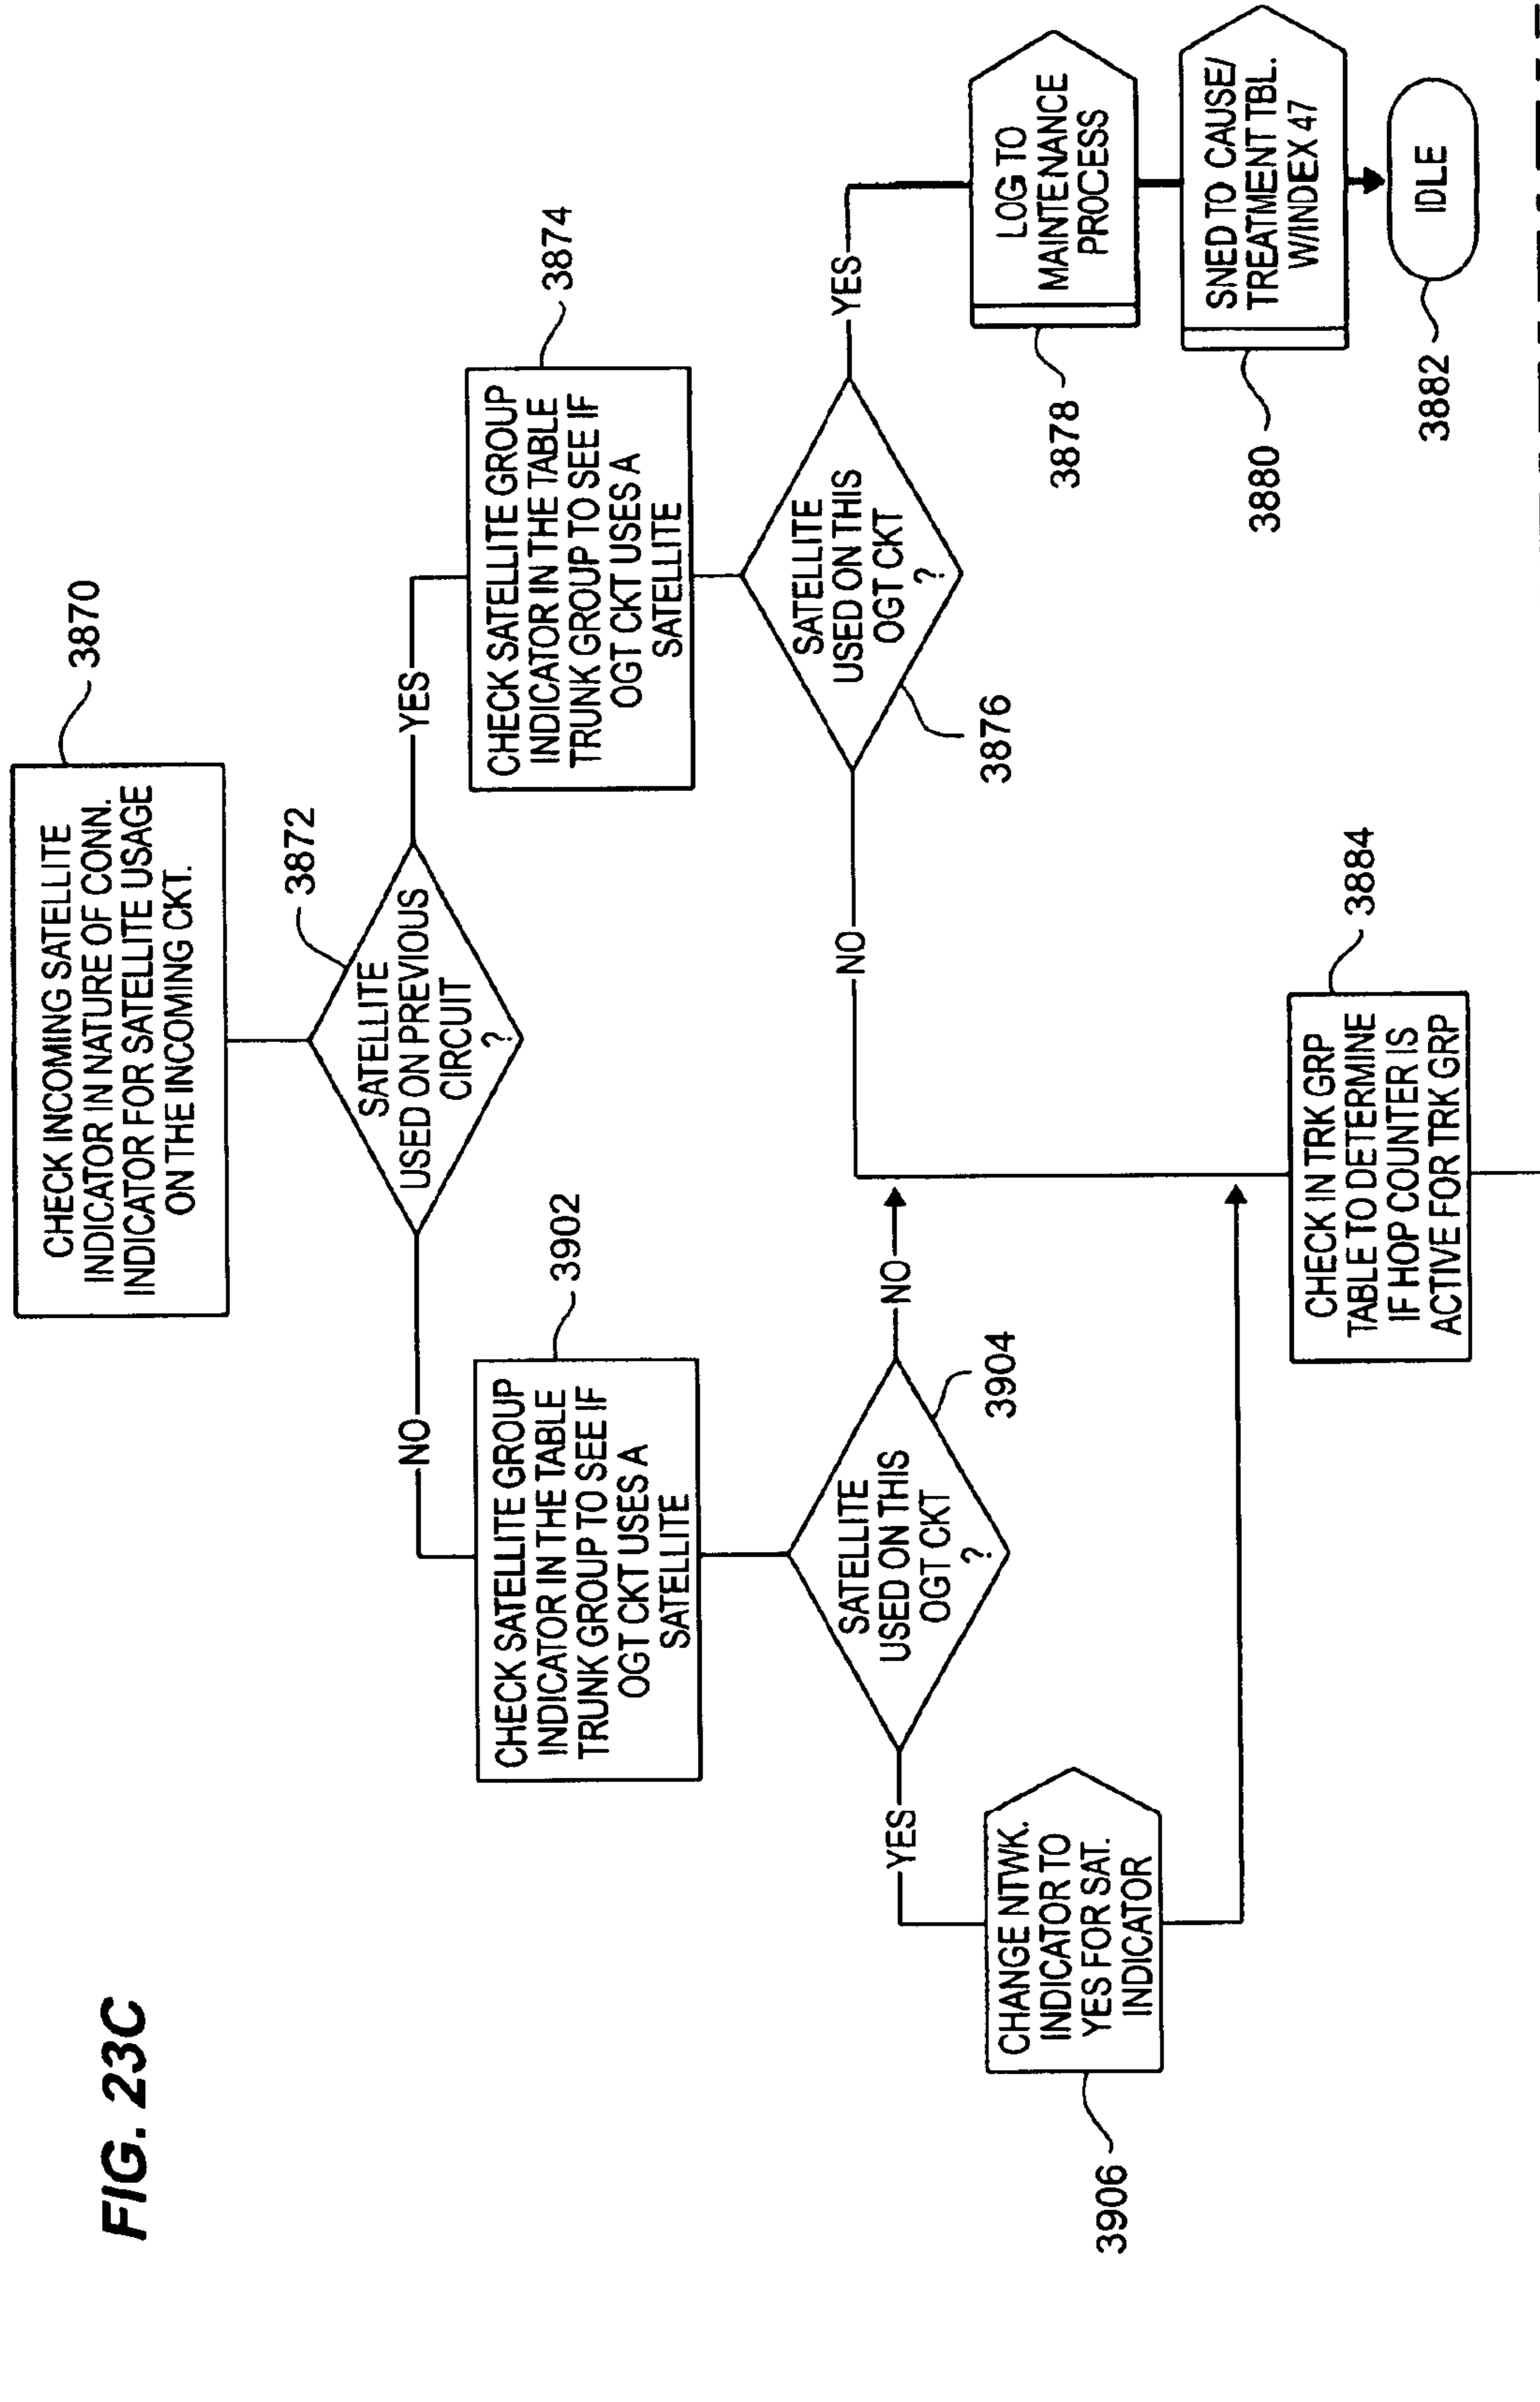 FIG. 23C
CHECK INCOMING SATELLITE
INDICATOR IN NATURE OF CONN.
INDICATOR FOR SATELLITE USAGE
ON THE INCOMING CKT.
3870
SATELLITE
USED ON PREVIOUS
CIRCUIT
?
3872
NO
YES
CHECK SATELLITE GROUP
INDICATOR IN THE TABLE
TRUNK GROUP TO SEE IF
OGT CKT USES A
SATELLITE
3902
CHECK SATELLITE GROUP
INDICATOR IN THE TABLE
TRUNK GROUP TO SEE IF
OGT CKT USES A
SATELLITE
3874
SATELLITE
USED ON THIS
OGT CKT
?
3904
YES
NO
SATELLITE
USED ON THIS
OGT CKT
?
3876
NO
YES
CHANGE NTWK.
INDICATOR TO
YES FOR SAT.
INDICATOR
3906
LOG TO
MAINTENANCE
PROCESS
3878
SNED TO CAUSE/
TREATMENT TBL.
W/INDEX 47
3880
IDLE
3882
CHECK IN TRK GRP
TABLE TO DETERMINE
IF HOP COUNTER IS
ACTIVE FOR TRK GRP
3884